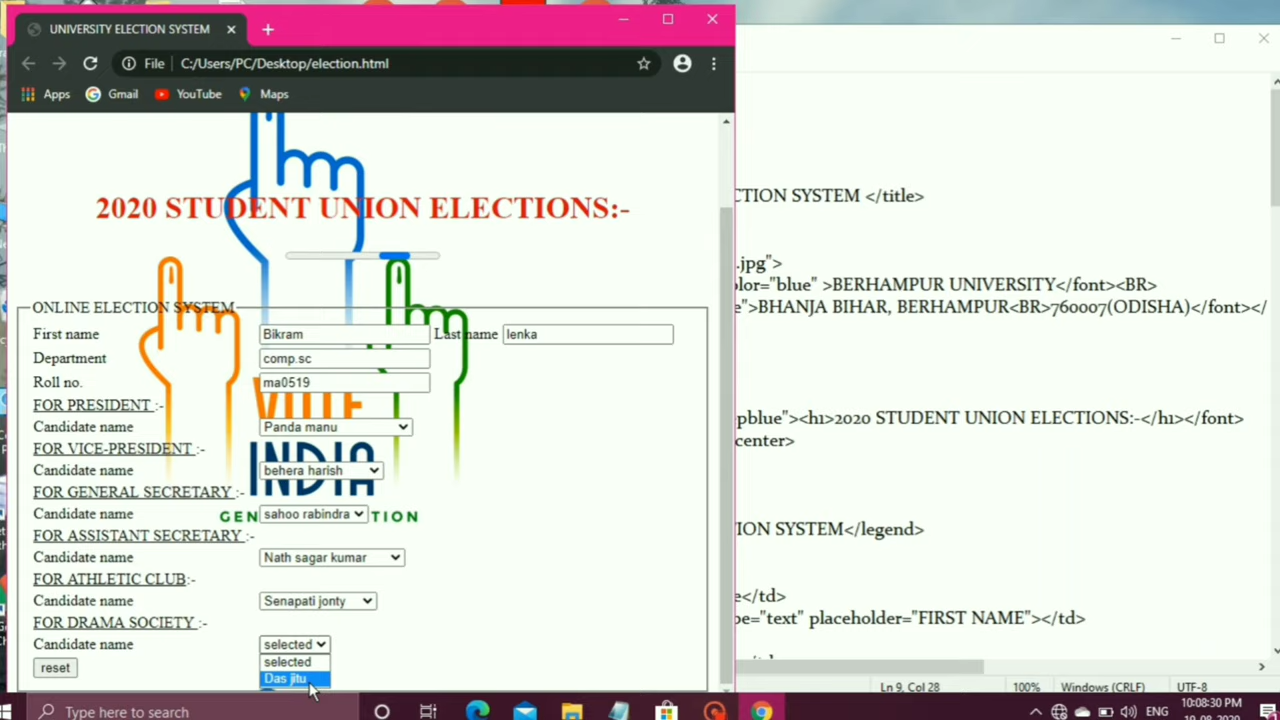 UNIVERSITY ELECTION SYSTEM
File C:/Users/PC/Desktop/election.html
Apps Gmail YouTube Maps
2020 STUDENT UNION ELECTIONS:-
ONLINE ELECTION SYSTEM
First name Bikram Last name lenka
Department comp.sc
Roll no. ma0519
FOR PRESIDENT :-
Candidate name Panda manu
FOR VICE-PRESIDENT :-
Candidate name behera harish
INDIA
FOR GENERAL SECRETARY :-
Candidate name sahoo rabindra
FOR ASSISTANT SECRETARY :-
Candidate name Nath sagar kumar
FOR ATHLETIC CLUB:-
Candidate name Senapati jonty
FOR DRAMA SOCIETY :-
Candidate name selected
selected
Das jitu
reset
CTION SYSTEM </title>
.jpg">
olor="blue" >BERHAMPUR UNIVERSITY</font><BR>
e">BHANJA BIHAR, BERHAMPUR<BR>760007(ODISHA)</font></
epblue"><h1>2020 STUDENT UNION ELECTIONS:-</h1></font>
center>
ION SYSTEM</legend>
e</td>
pe="text" placeholder="FIRST NAME"></td>
Ln 9, Col 28 100% Windows (CRLF) UTF-8
Type here to search
ENG 10:08:30 PM